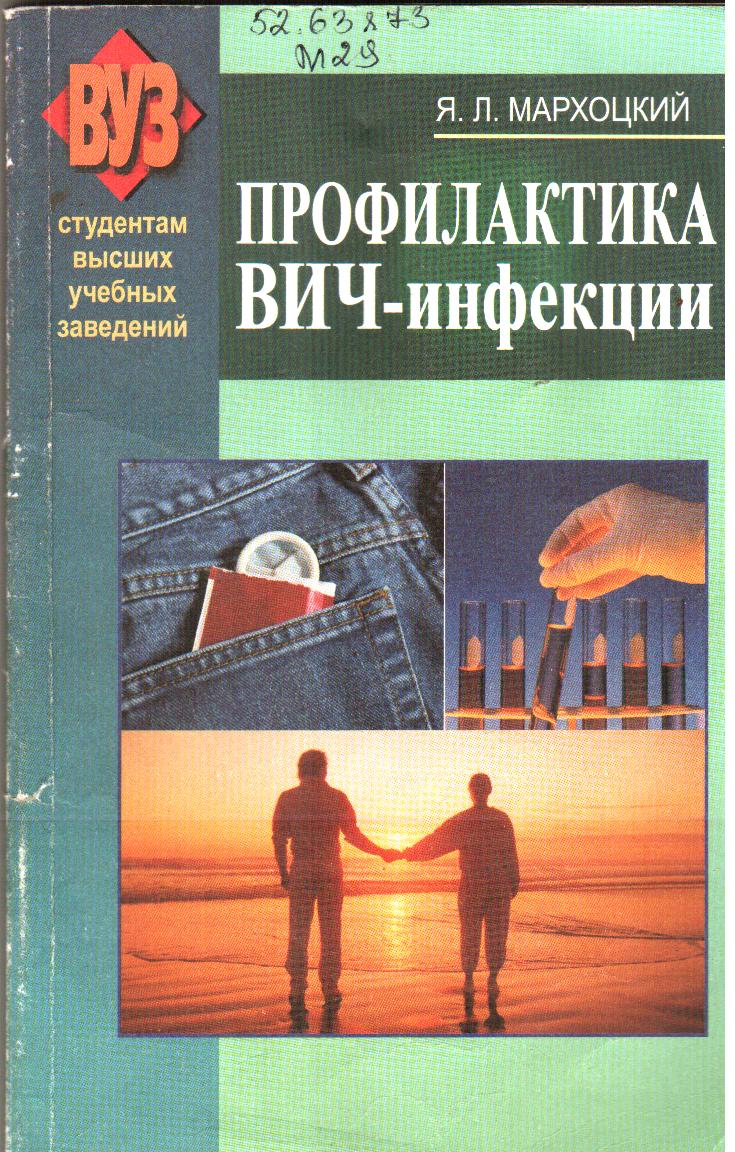 52.63я73
М29
Я. Л. МАРХОЦКИЙ
ВУЗ
студентам
высших
учебных
заведений
ПРОФИЛАКТИКА
ВИЧ-инфекции